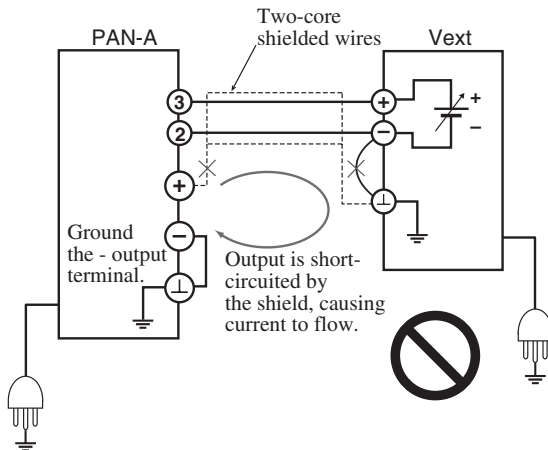 Two-core
shielded wires
PAN-A
Vext
3
+
+
2
−
−
+
⊥
−
Ground
the - output
terminal.
Output is short-
circuited by
the shield, causing
current to flow.
⊥